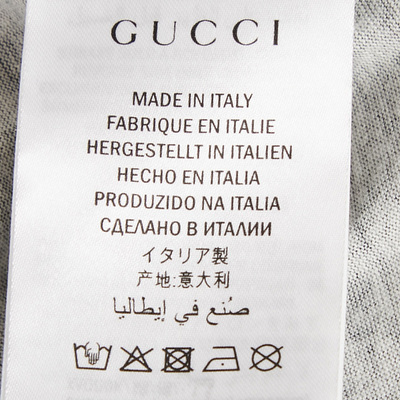 GUCCI
MADE IN ITALY
FABRIQUE EN ITALIE
HERGESTELLT IN ITALIEN
HECHO EN ITALIA
PRODUZIDO NA ITALIA
СДЕЛАНО В ИТАЛИИ
イタリア製
产地:意大利
صُنع في إيطاليا